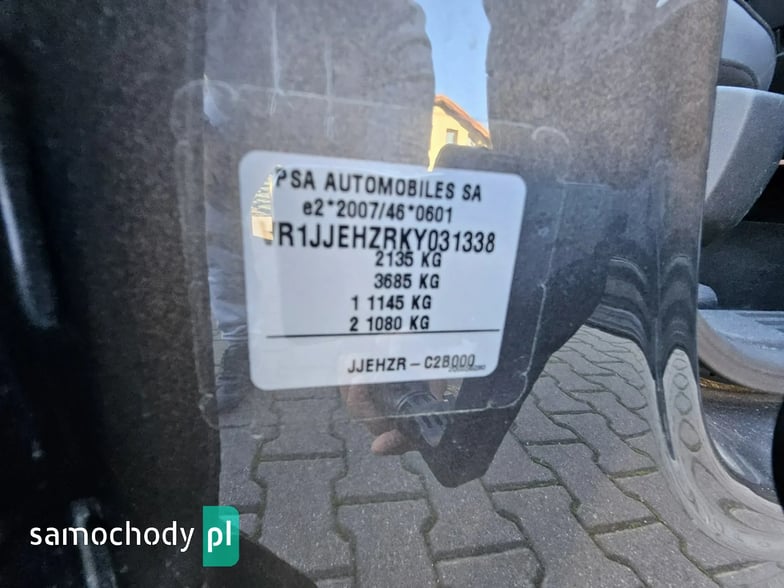 PSA AUTOMOBILES SA
e2*2007/46*0601
R1JJEHZRKY031338
2135 KG
3685 KG
1 1145 KG
2 1080 KG
JJEHZR-C2B000
samochody pl